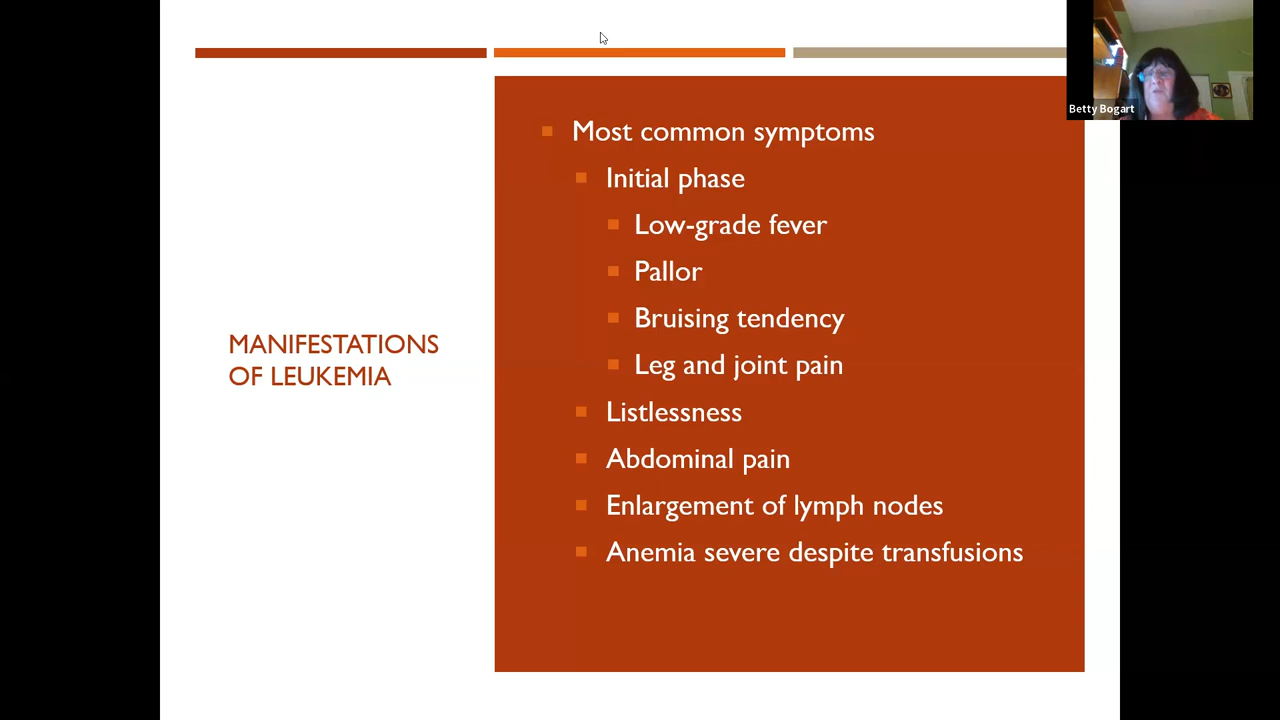 Betty Bogart
MANIFESTATIONS
OF LEUKEMIA
Most common symptoms
Initial phase
Low-grade fever
Pallor
Bruising tendency
Leg and joint pain
Listlessness
Abdominal pain
Enlargement of lymph nodes
Anemia severe despite transfusions